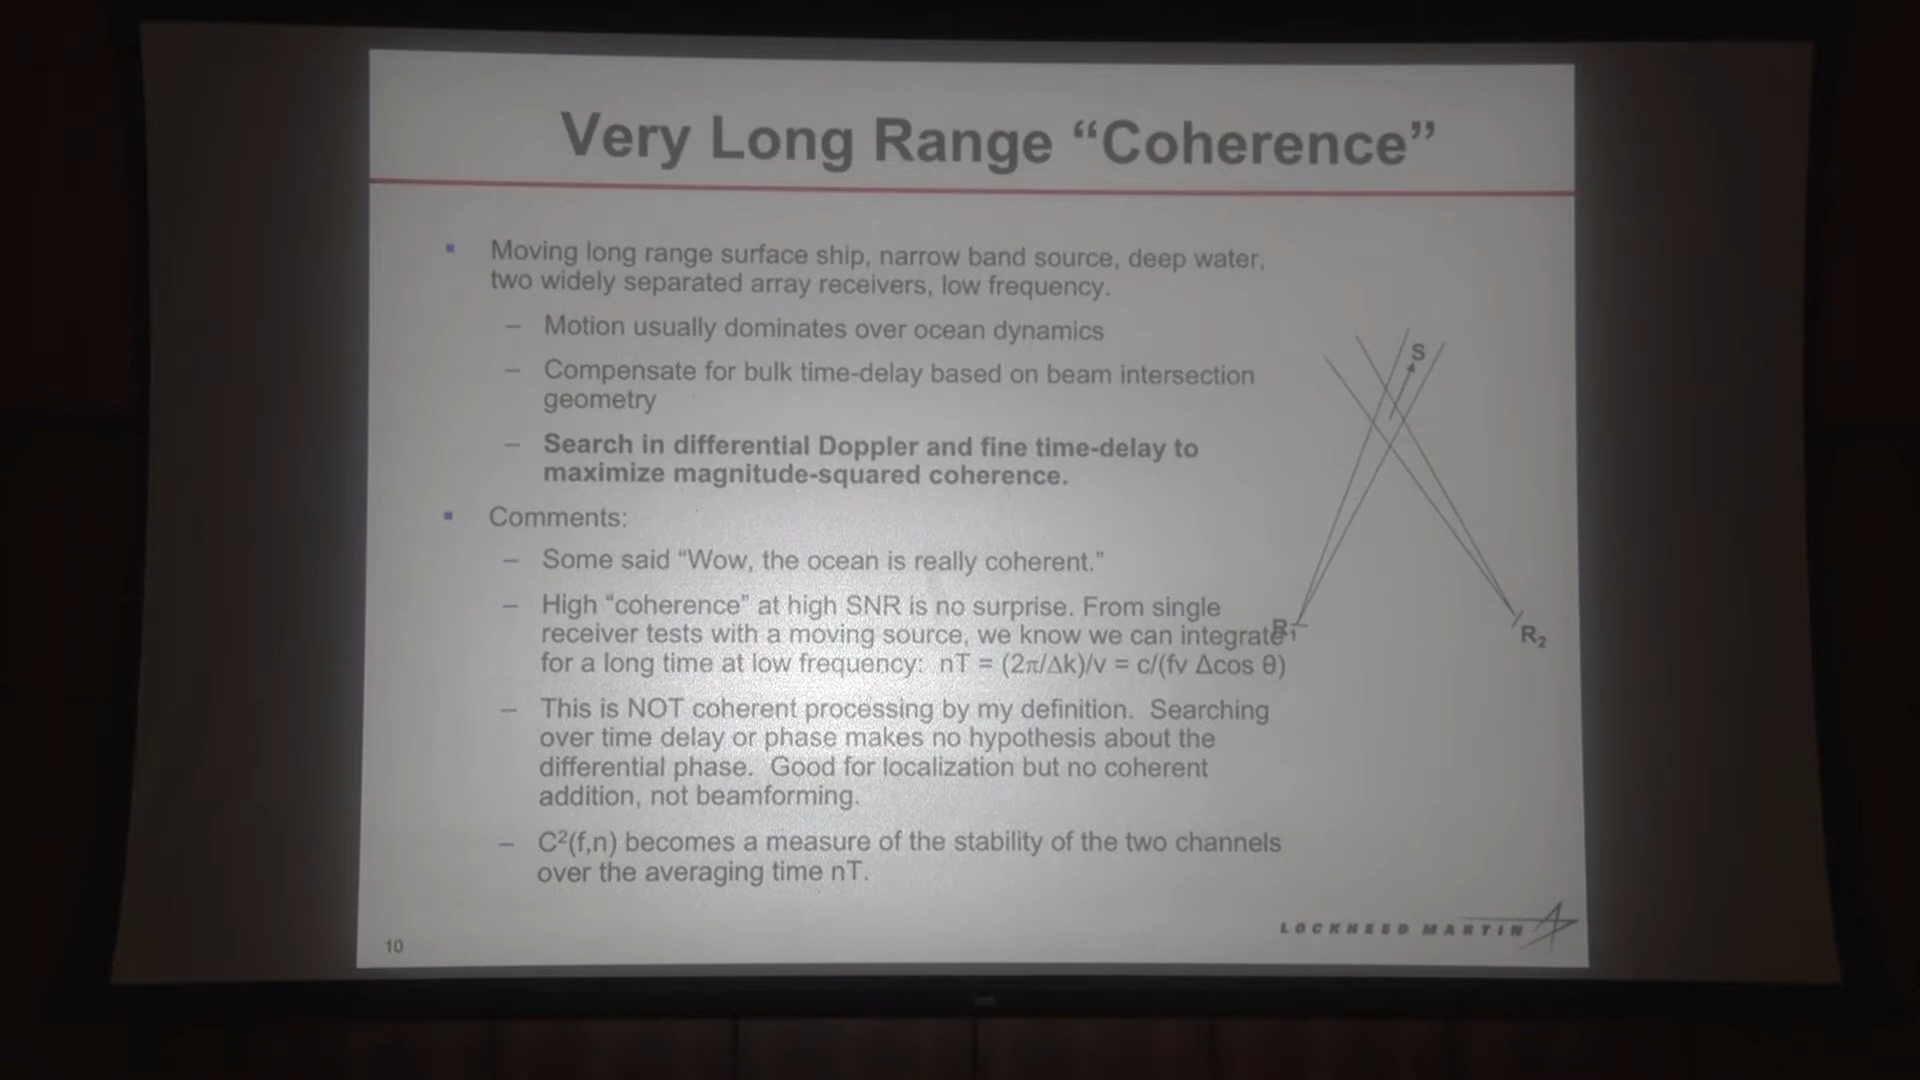 Very Long Range “Coherence”
▪ Moving long range surface ship, narrow band source, deep water,
two widely separated array receivers, low frequency.
– Motion usually dominates over ocean dynamics
– Compensate for bulk time-delay based on beam intersection
geometry
– Search in differential Doppler and fine time-delay to
maximize magnitude-squared coherence.
▪ Comments:
– Some said “Wow, the ocean is really coherent.”
– High “coherence” at high SNR is no surprise. From single
receiver tests with a moving source, we know we can integrate
for a long time at low frequency: nT = (2π/Δk)/v = c/(fv Δcos θ)
– This is NOT coherent processing by my definition. Searching
over time delay or phase makes no hypothesis about the
differential phase. Good for localization but no coherent
addition, not beamforming.
– C²(f,n) becomes a measure of the stability of the two channels
over the averaging time nT.
S
R₁
R₂
10
LOCKHEED MARTIN